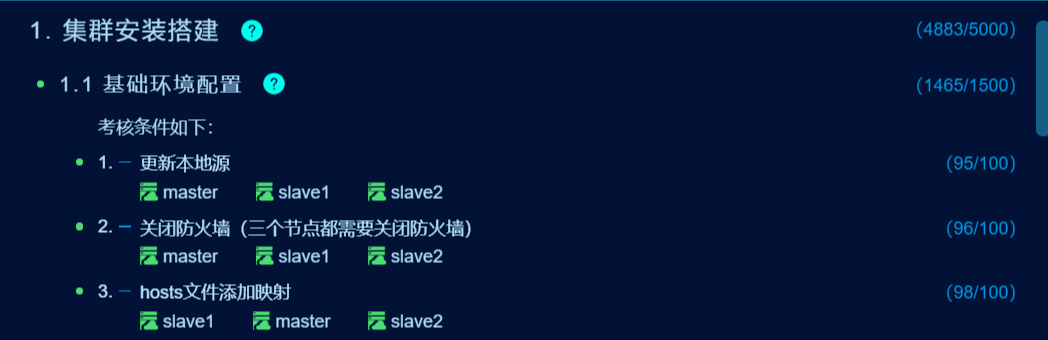 1. 集群安装搭建 ? (4883/5000)
1.1 基础环境配置 ? (1465/1500)
考核条件如下:
1. 一 更新本地源 (95/100)
master slave1 slave2
2. 一 关闭防火墙（三个节点都需要关闭防火墙） (96/100)
master slave1 slave2
3. 一 hosts文件添加映射 (98/100)
slave1 master slave2